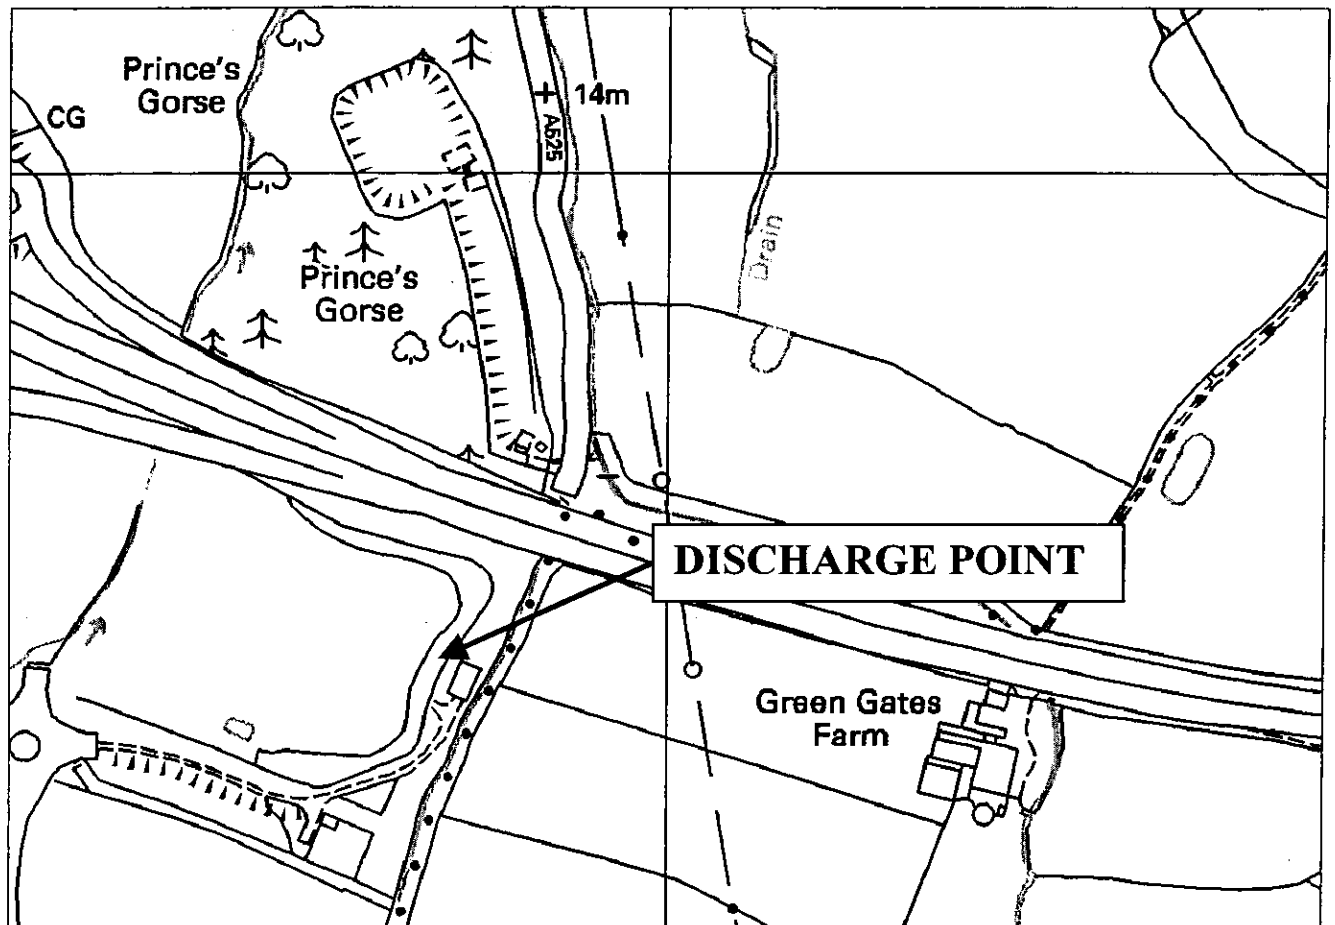 Prince's
Gorse
CG
14m
A525
Prince's
Gorse
Drain
DISCHARGE POINT
Green Gates
Farm